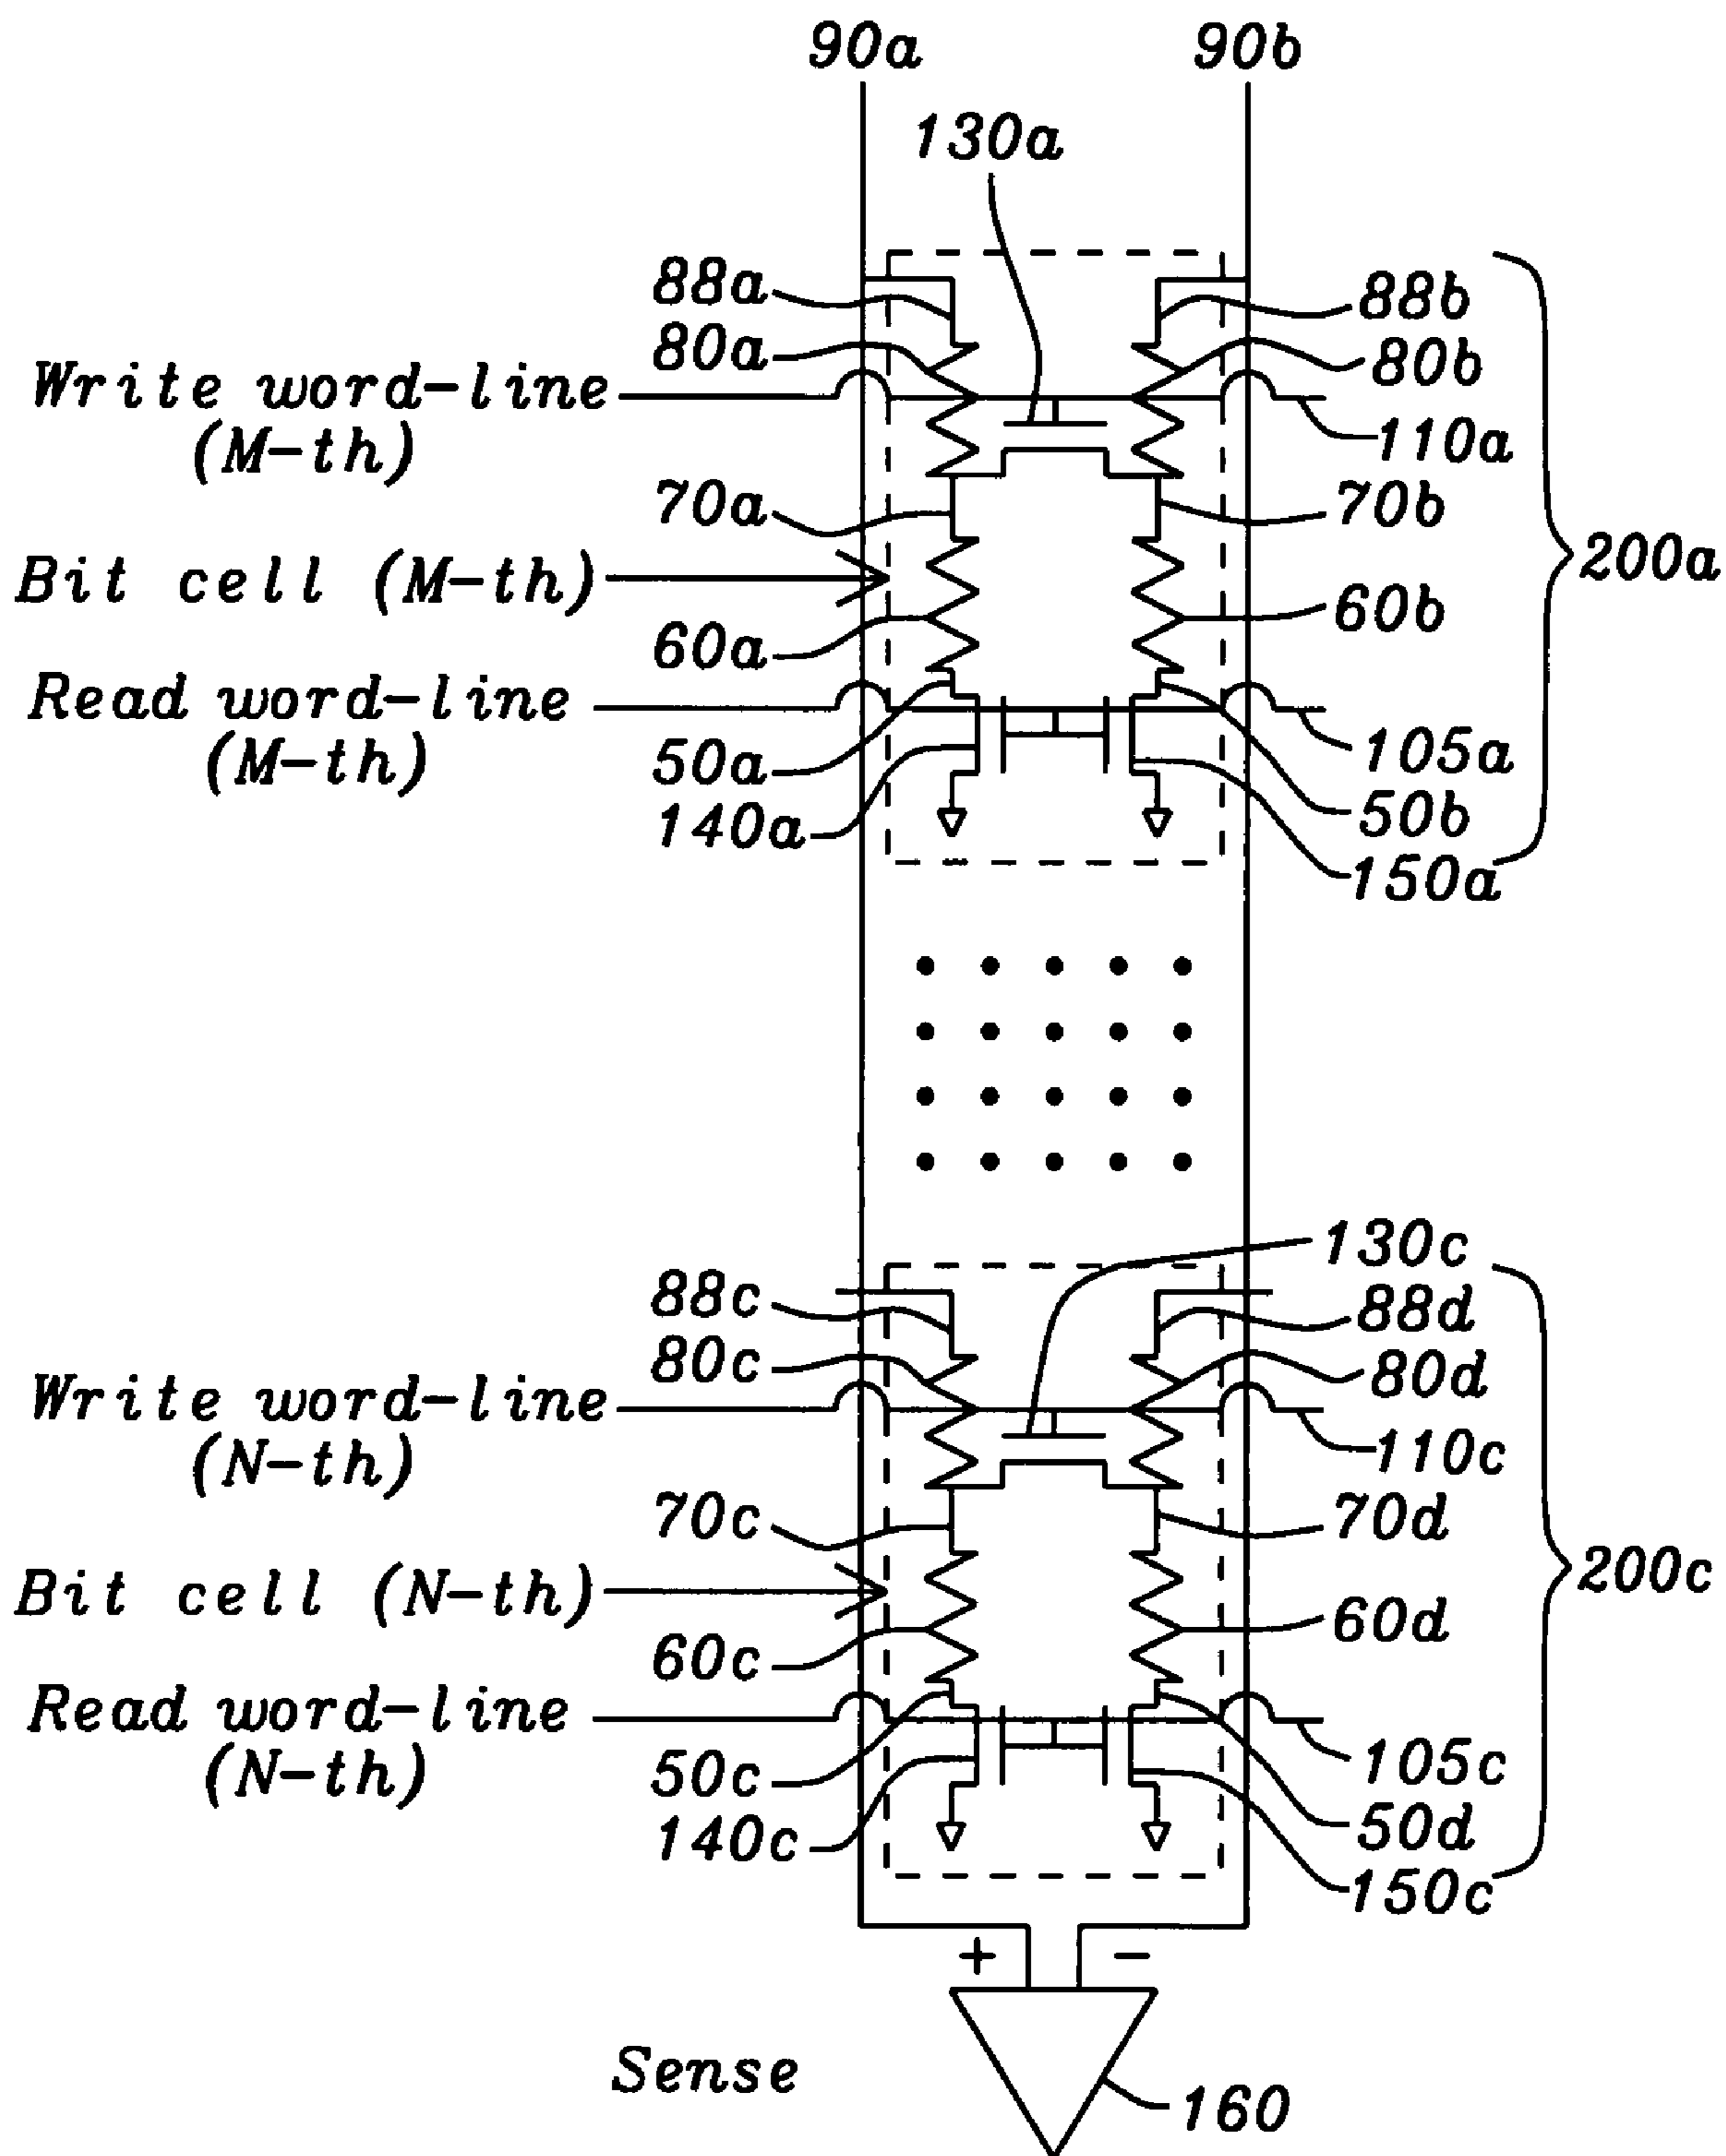 90a 90b
130a
88a 88b
80a 80b
Write word-line
(M-th)
110a
70a 70b
200a
Bit cell (M-th)
60a 60b
Read word-line
(M-th)
50a 105a
140a 50b
150a
130c
88c 88d
80c 80d
Write word-line
(N-th)
110c
70c 70d
200c
Bit cell (N-th)
60c 60d
Read word-line
(N-th)
50c 105c
140c 50d
150c
+ −
Sense
160